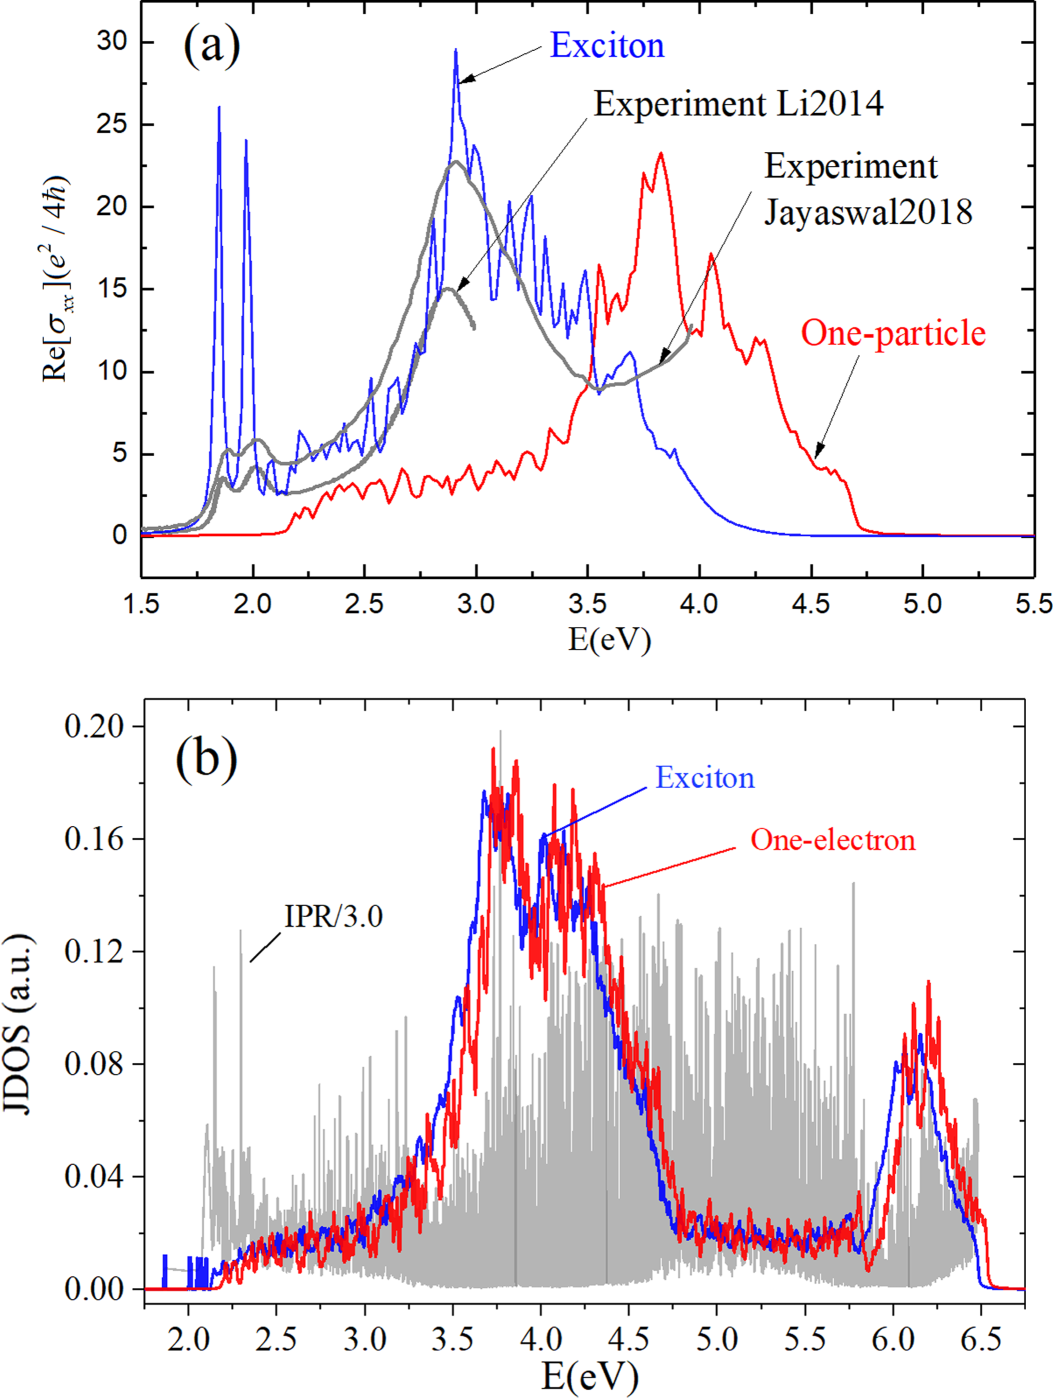 (a)
Exciton
Experiment Li2014
Experiment
Jayaswal2018
One-particle
Re[σxx](e² / 4ħ)
30
25
20
15
10
5
0
1.5 2.0 2.5 3.0 3.5 4.0 4.5 5.0 5.5
E(eV)
(b)
Exciton
One-electron
IPR/3.0
JDOS (a.u.)
0.20
0.16
0.12
0.08
0.04
0.00
2.0 2.5 3.0 3.5 4.0 4.5 5.0 5.5 6.0 6.5
E(eV)